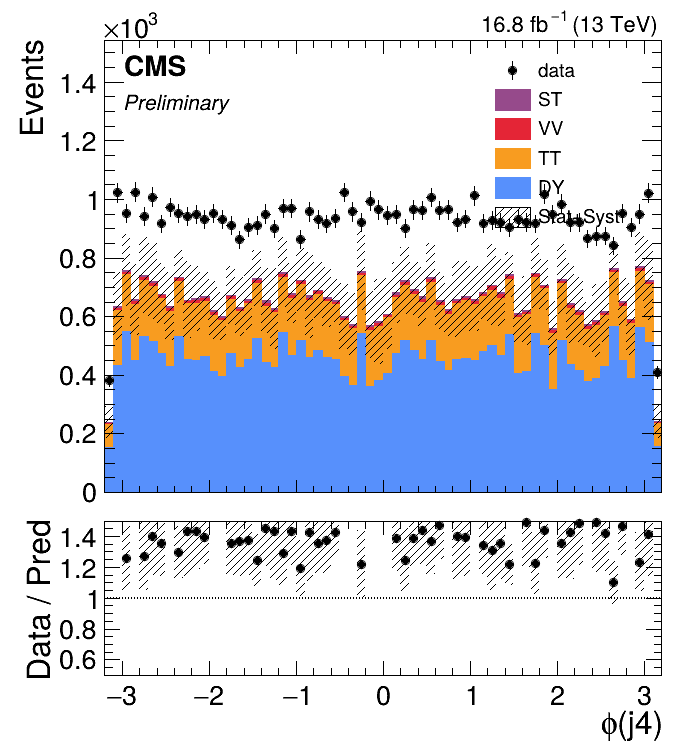 ×10³ 16.8 fb⁻¹ (13 TeV)
Events
CMS
Preliminary
data
ST
VV
TT
DY
Stat+Syst
1.4
1.2
1
0.8
0.6
0.4
0.2
0
Data / Pred
1.4
1.2
1
0.8
0.6
−3 −2 −1 0 1 2 3
ϕ(j4)